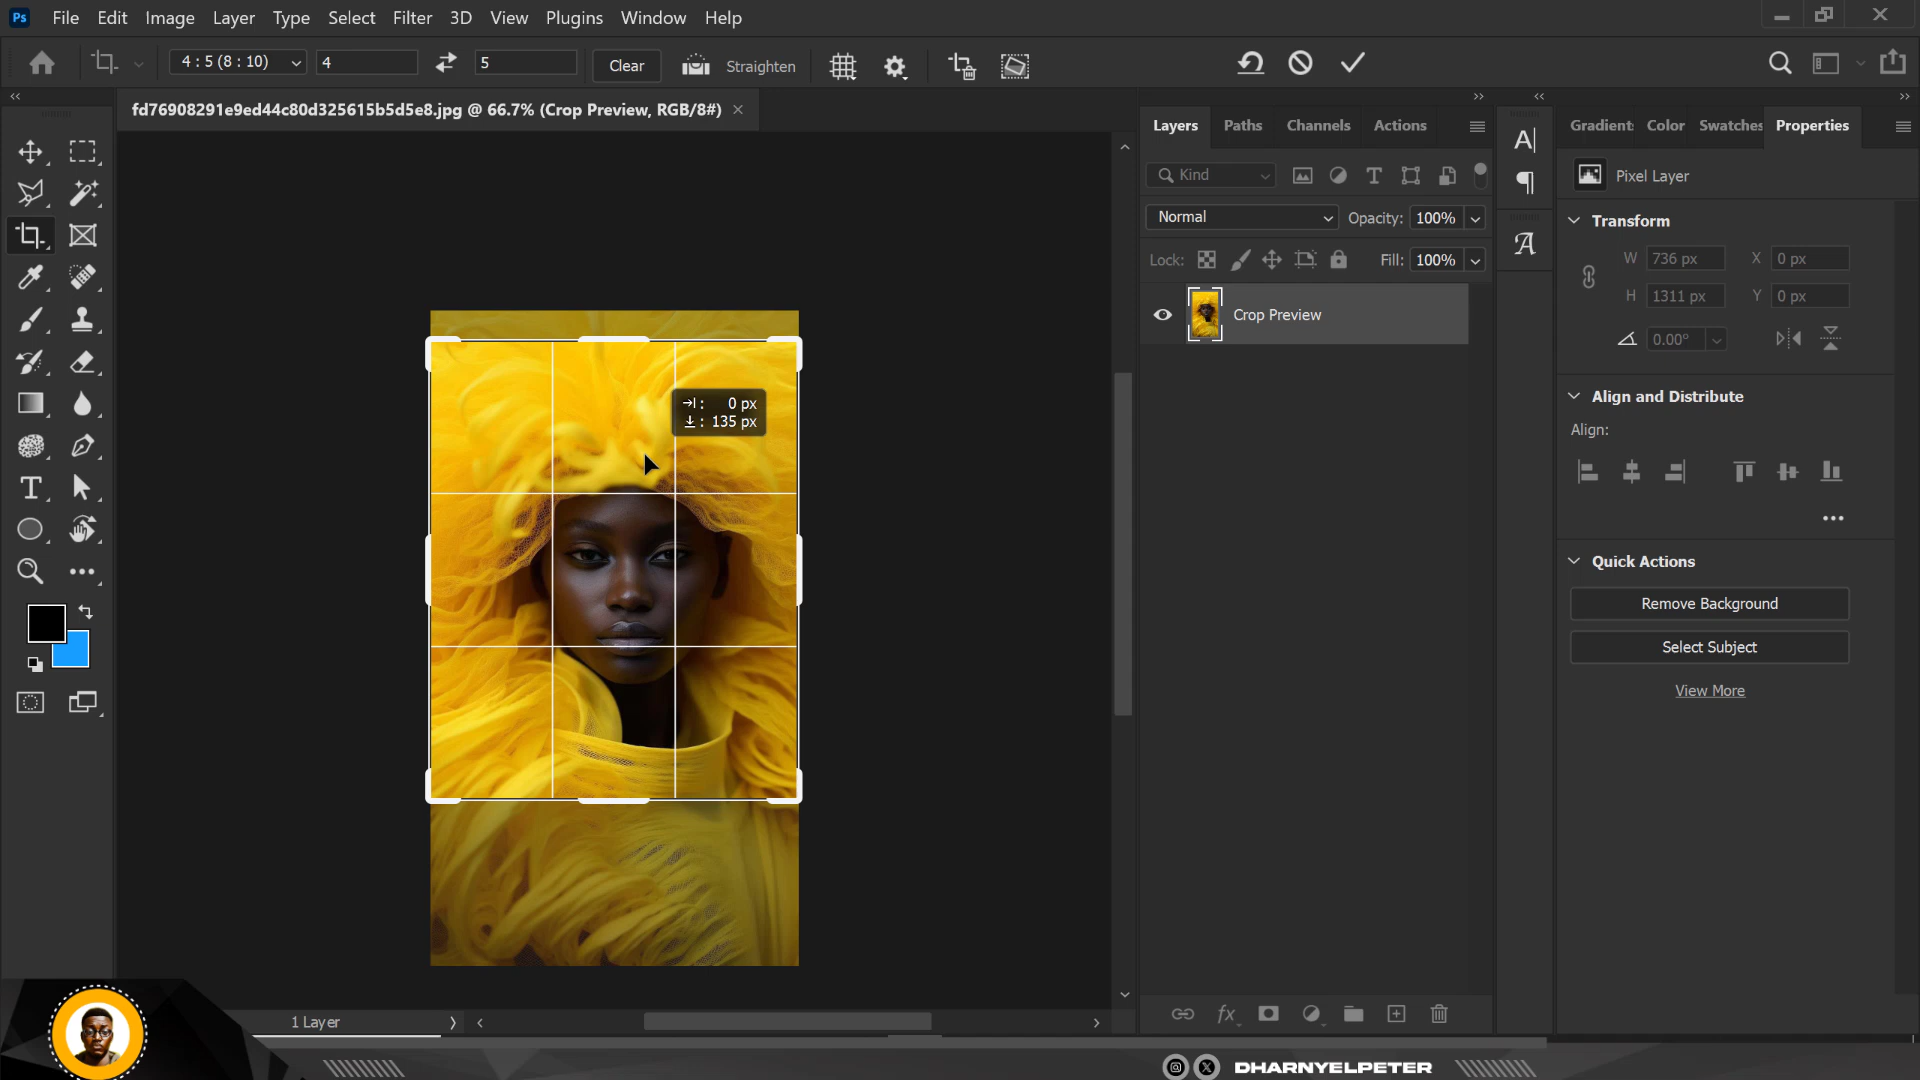 Ps File Edit Image Layer Type Select Filter 3D View Plugins Window Help
4 : 5 (8 : 10) 4 5 Clear Straighten
fd76908291e9ed44c80d325615b5d5e8.jpg @ 66.7% (Crop Preview, RGB/8#)
Layers Paths Channels Actions
Kind
Normal Opacity: 100%
Lock: Fill: 100%
Crop Preview
Gradient Color Swatches Properties
Pixel Layer
Transform
W 736 px X 0 px
H 1311 px Y 0 px
0.00°
Align and Distribute
Align:
Quick Actions
Remove Background
Select Subject
View More
: 0 px
: 135 px
1 Layer
DHARNYELPETER